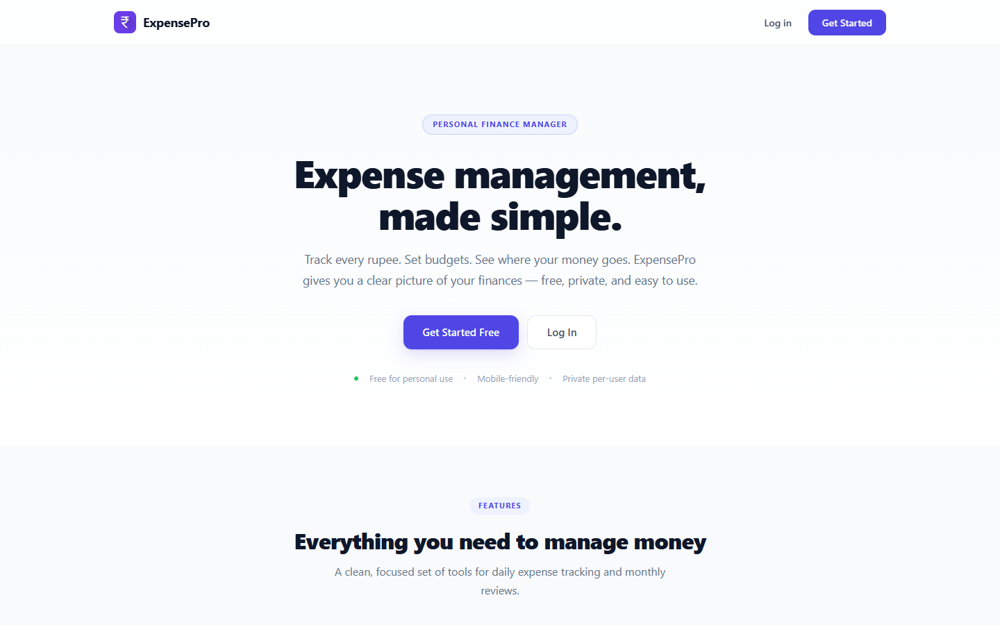 ₹ ExpensePro
Log in
Get Started
PERSONAL FINANCE MANAGER
Expense management,
made simple.
Track every rupee. Set budgets. See where your money goes. ExpensePro
gives you a clear picture of your finances — free, private, and easy to use.
Get Started Free
Log In
Free for personal use • Mobile-friendly • Private per-user data
FEATURES
Everything you need to manage money
A clean, focused set of tools for daily expense tracking and monthly
reviews.